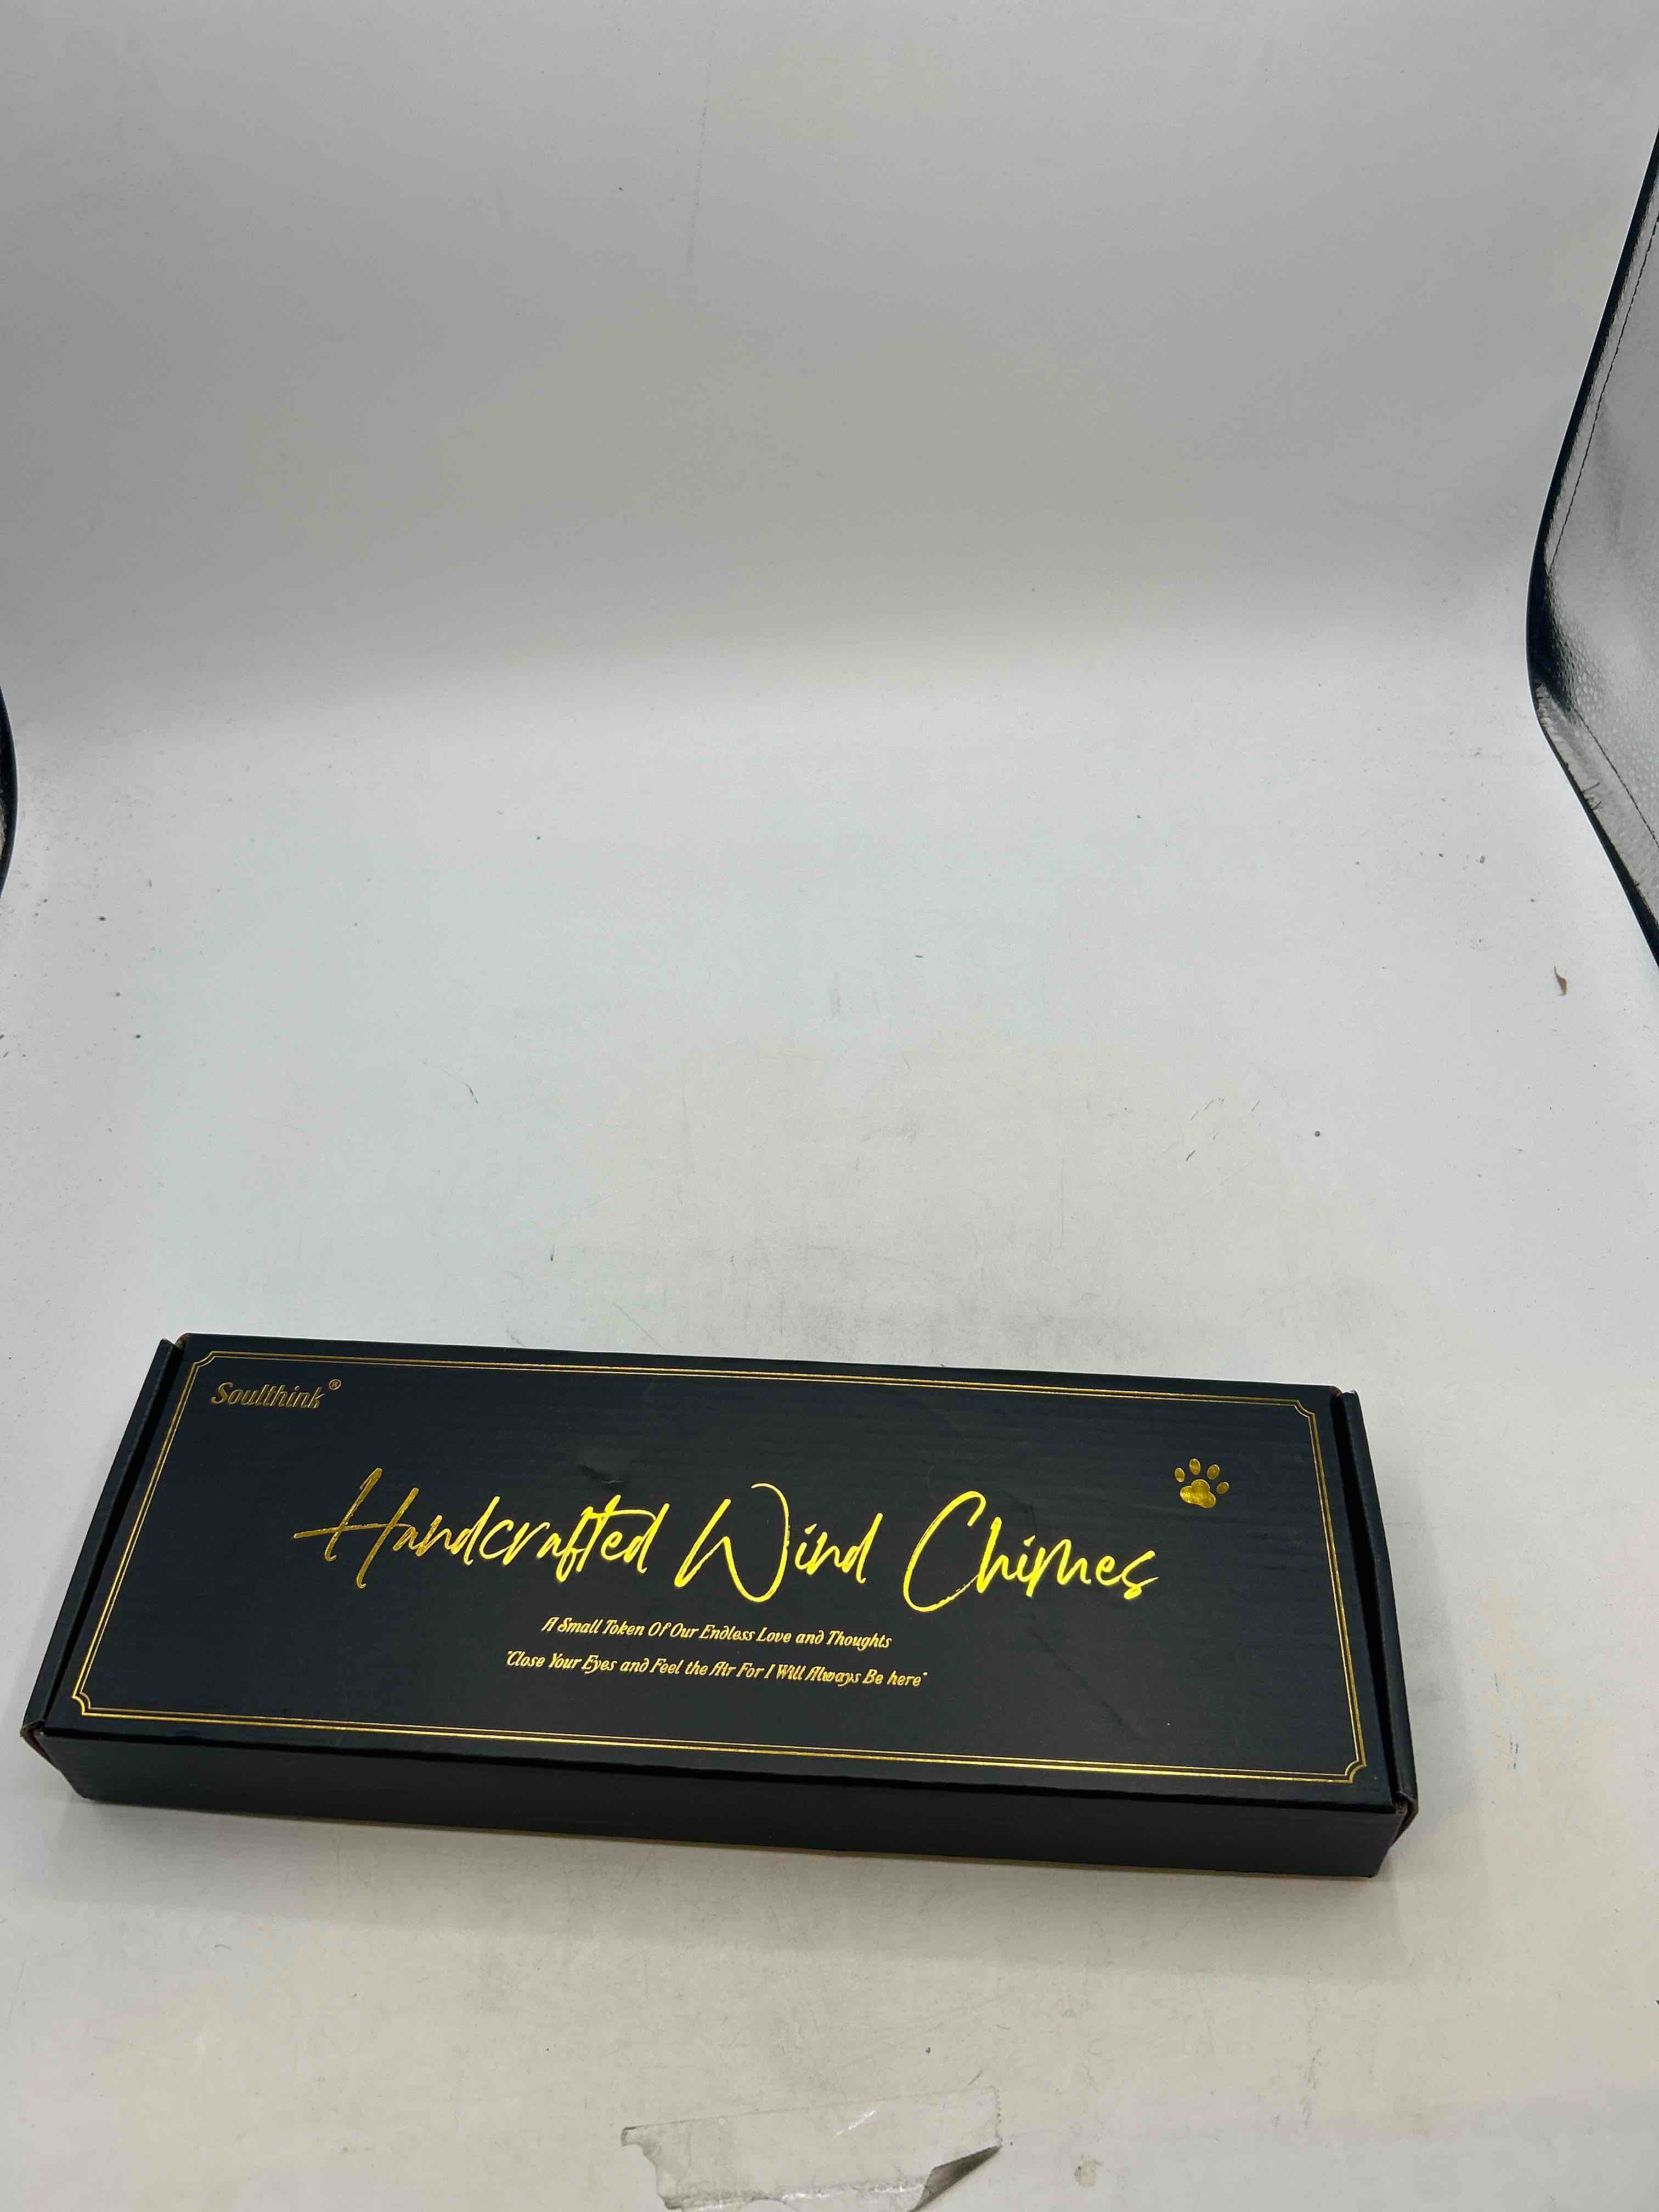 Soulthink®
Handcrafted Wind Chimes
A Small Token Of Our Endless Love and Thoughts
"Close Your Eyes and Feel the Air For I Will Always Be here"